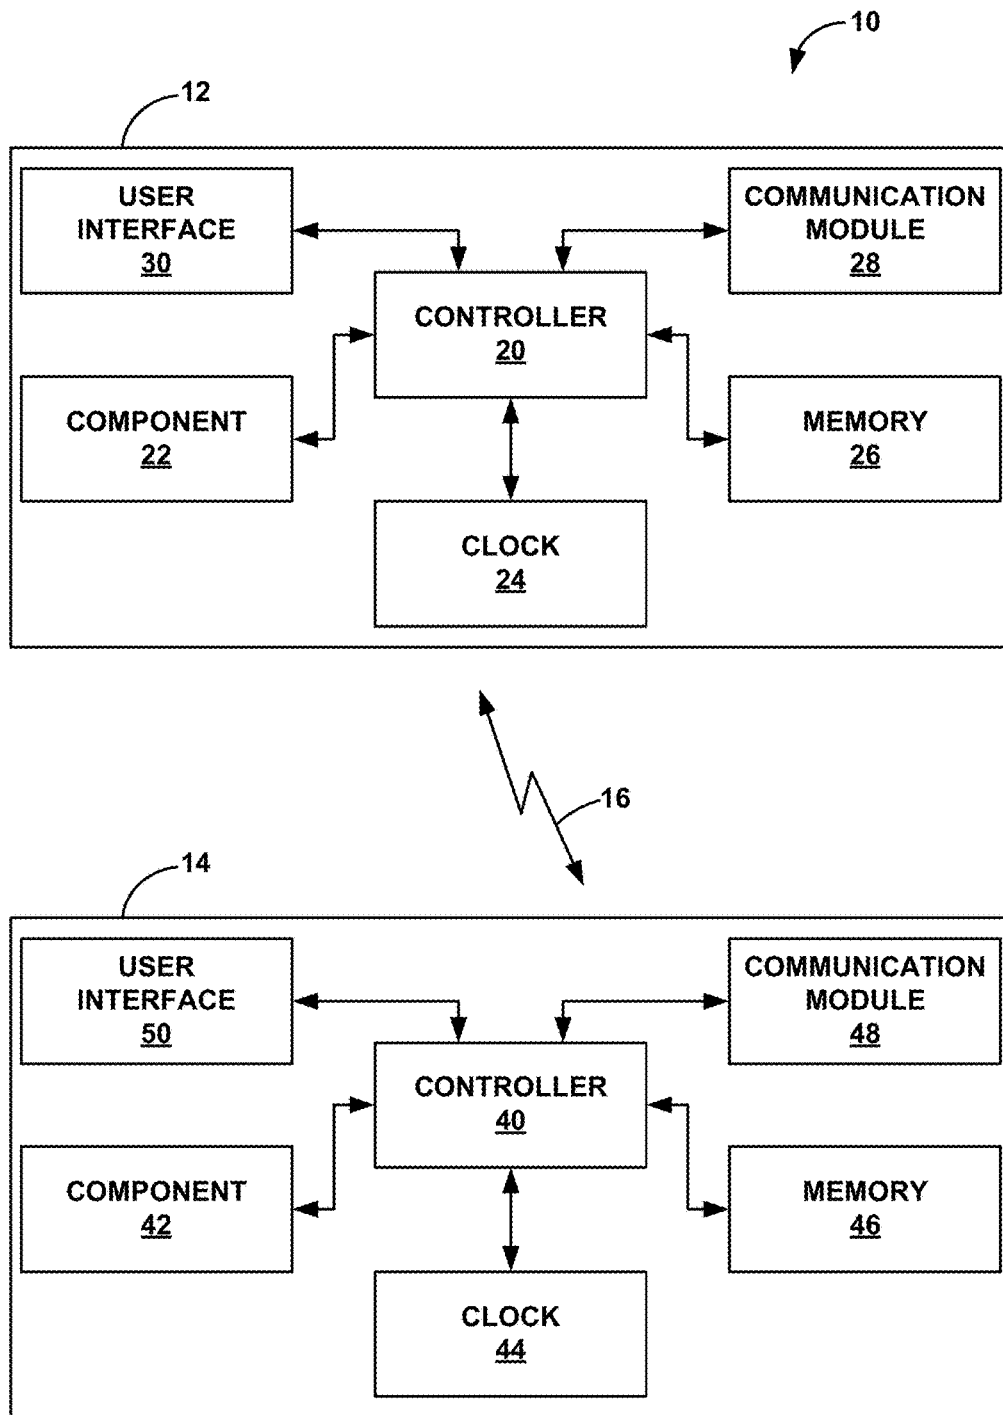 10
12
USER
INTERFACE
30
COMMUNICATION
MODULE
28
CONTROLLER
20
COMPONENT
22
MEMORY
26
CLOCK
24
16
14
USER
INTERFACE
50
COMMUNICATION
MODULE
48
CONTROLLER
40
COMPONENT
42
MEMORY
46
CLOCK
44